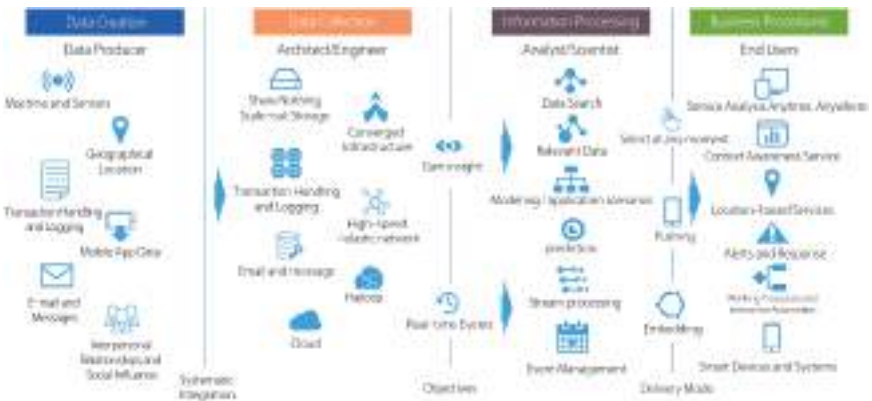 Data Creation
Data Collection
Information Processing
Business Procedures
Data Producer
Architect/Engineer
Analyst/Scientist
End Users
Machine and Sensors
Geographical
Location
Transaction Handling
and Logging
Mobile App Data
E-mail and
Messages
Interpersonal
Relationships and
Social Influence
Systematic
Integration
Share Nothing
Scale-out Storage
Converged
Infrastructure
Transaction Handling
and Logging
High-speed
elastic network
Email and message
Hadoop
Cloud
Gain insight
Real-time Events
Objectives
Data Search
Relevant Data
Modeling / application scenarios
prediction
Stream processing
Event Management
Select at any moment
Pushing
Embedding
Delivery Mode
Service Analysis Anytime, Anywhere
Context Awareness Service
Location-based Services
Alerts and Response
Smart Devices and Systems